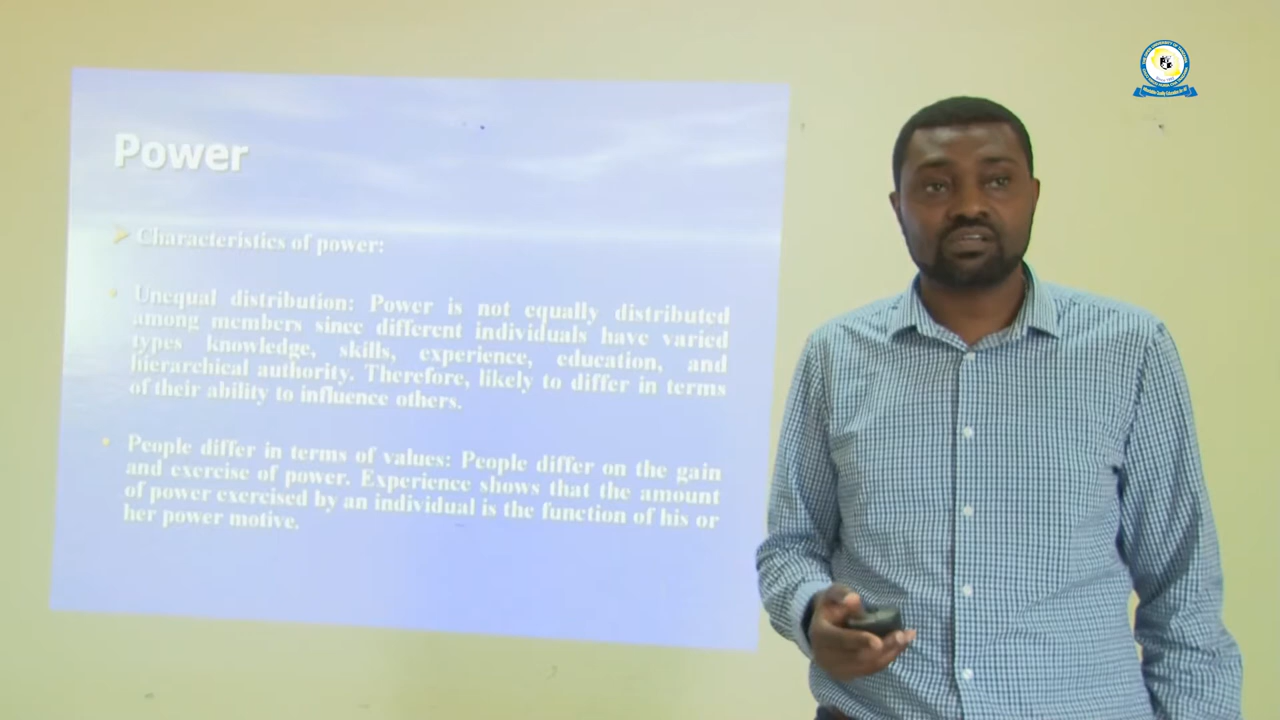 Power
Characteristics of power:
Unequal distribution: Power is not equally distributed
among members since different individuals have varied
types knowledge, skills, experience, education, and
hierarchical authority. Therefore, likely to differ in terms
of their ability to influence others.
People differ in terms of values: People differ on the gain
and exercise of power. Experience shows that the amount
of power exercised by an individual is the function of his or
her power motive.